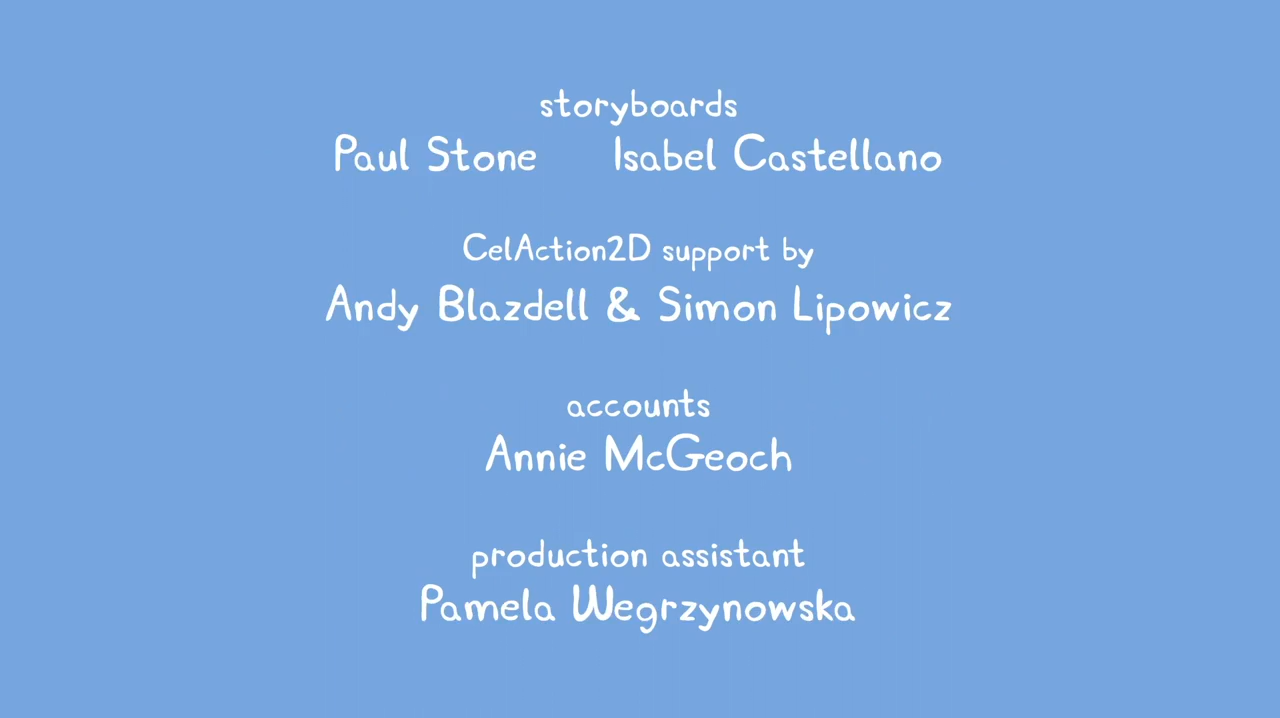 storyboards
Paul Stone Isabel Castellano
CelAction2D support by
Andy Blazdell & Simon Lipowicz
accounts
Annie McGeoch
production assistant
Pamela Wegrzynowska